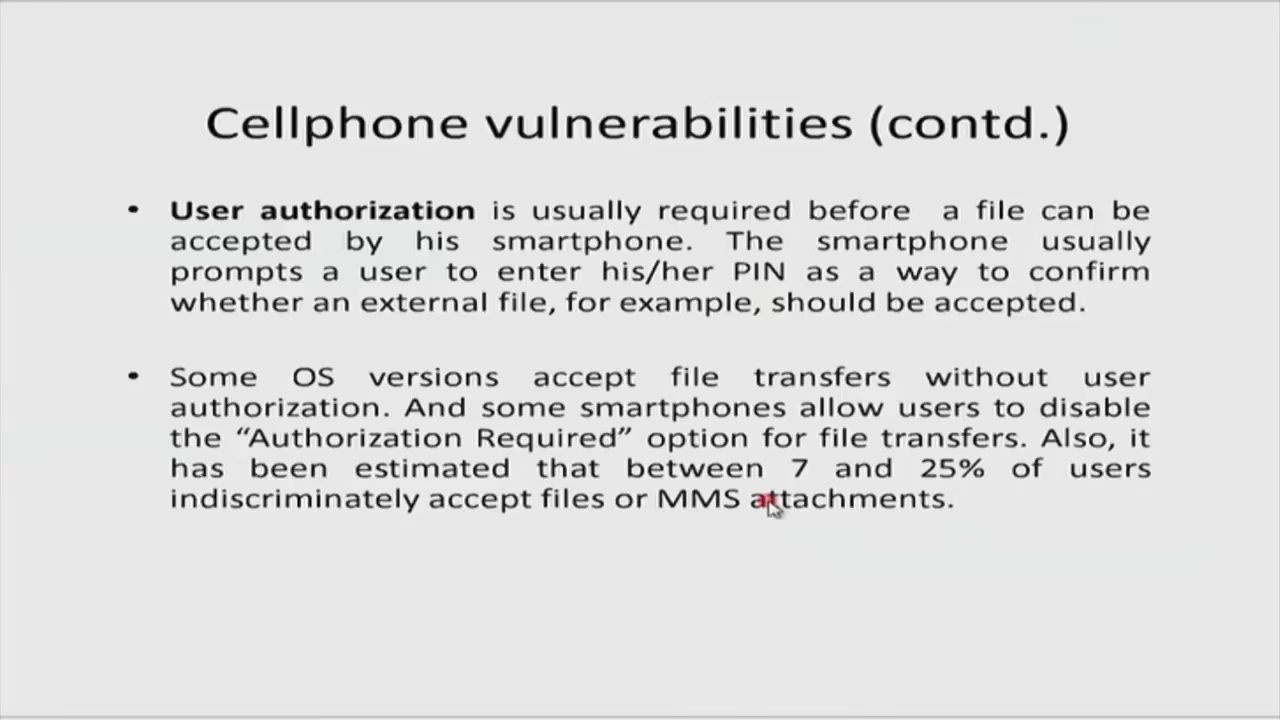 Cellphone vulnerabilities (contd.)
• User authorization is usually required before a file can be
accepted by his smartphone. The smartphone usually
prompts a user to enter his/her PIN as a way to confirm
whether an external file, for example, should be accepted.
• Some OS versions accept file transfers without user
authorization. And some smartphones allow users to disable
the “Authorization Required” option for file transfers. Also, it
has been estimated that between 7 and 25% of users
indiscriminately accept files or MMS attachments.